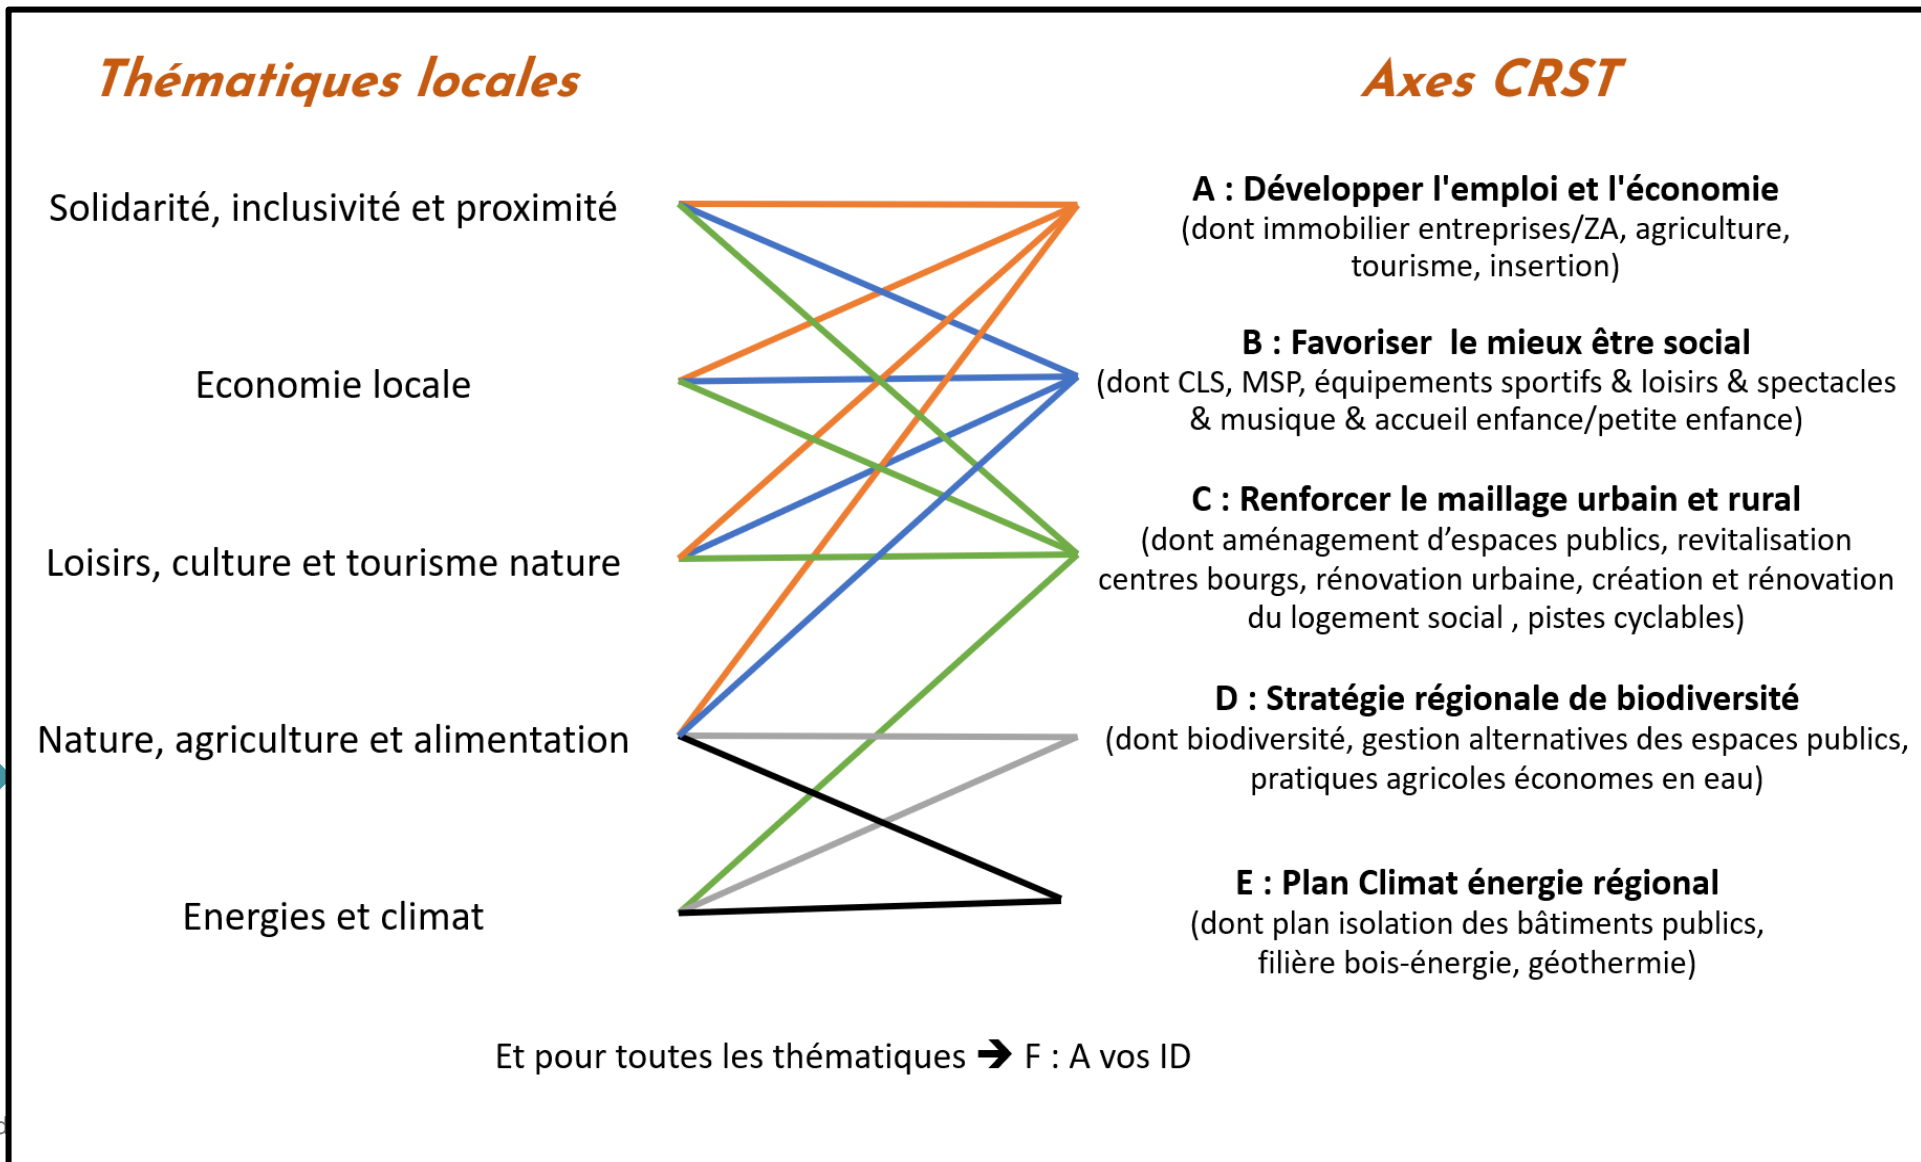 Thématiques locales
Axes CRST
Solidarité, inclusivité et proximité
Economie locale
Loisirs, culture et tourisme nature
Nature, agriculture et alimentation
Energies et climat
A : Développer l'emploi et l'économie
(dont immobilier entreprises/ZA, agriculture,
tourisme, insertion)
B : Favoriser  le mieux être social
(dont CLS, MSP, équipements sportifs & loisirs & spectacles
& musique & accueil enfance/petite enfance)
C : Renforcer le maillage urbain et rural
(dont aménagement d’espaces publics, revitalisation
centres bourgs, rénovation urbaine, création et rénovation
du logement social , pistes cyclables)
D : Stratégie régionale de biodiversité
(dont biodiversité, gestion alternatives des espaces publics,
pratiques agricoles économes en eau)
E : Plan Climat énergie régional
(dont plan isolation des bâtiments publics,
filière bois-énergie, géothermie)
Et pour toutes les thématiques ➔ F : A vos ID